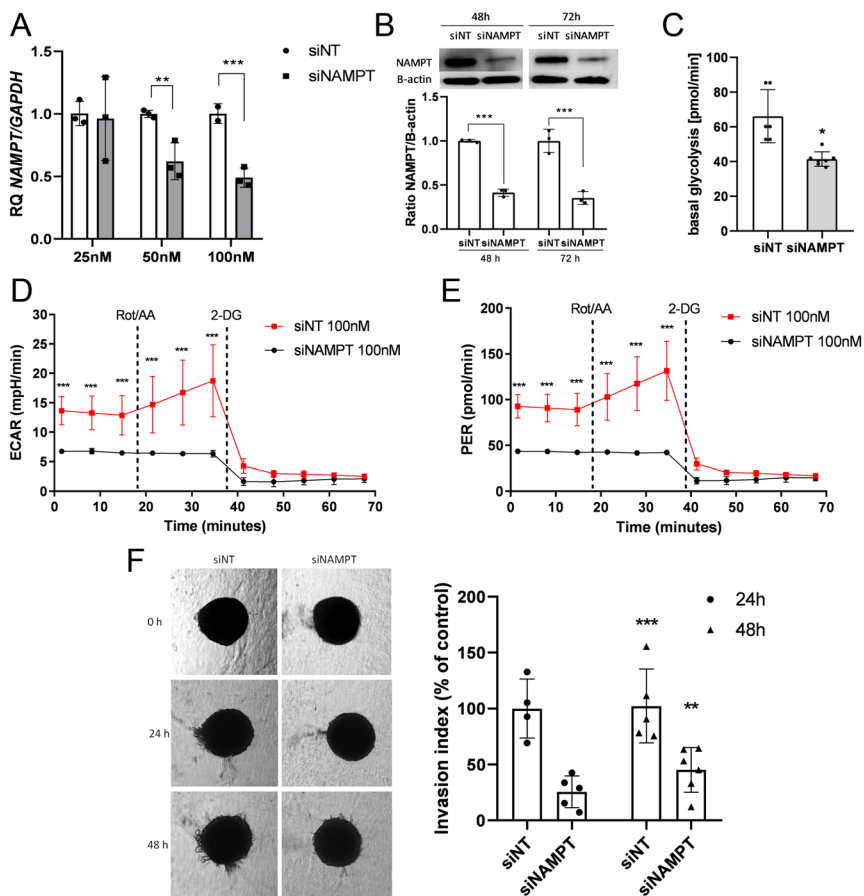 A
RQ NAMPT/GAPDH
1.5
1.0
0.5
0.0
25nM
50nM
100nM
**
***
siNT
siNAMPT
B
48h
72h
siNT siNAMPT
siNT siNAMPT
NAMPT
B-actin
Ratio NAMPT/B-actin
1.5
1.0
0.5
0.0
***
***
siNT siNAMPT
siNT siNAMPT
48 h
72 h
C
basal glycolysis [pmol/min]
100
80
60
40
20
0
*
siNT siNAMPT
D
Rot/AA
2-DG
siNT 100nM
siNAMPT 100nM
ECAR (mpH/min)
35
30
25
20
15
10
5
0
*** *** *** *** *** ***
0 10 20 30 40 50 60 70
Time (minutes)
E
Rot/AA
2-DG
siNT 100nM
siNAMPT 100nM
PER (pmol/min)
200
150
100
50
0
*** *** *** *** *** ***
0 10 20 30 40 50 60 70
Time (minutes)
F
siNT
siNAMPT
0 h
24 h
48 h
Invasion index (% of control)
200
150
100
50
0
24h
48h
***
**
siNT
siNAMPT
siNT
siNAMPT